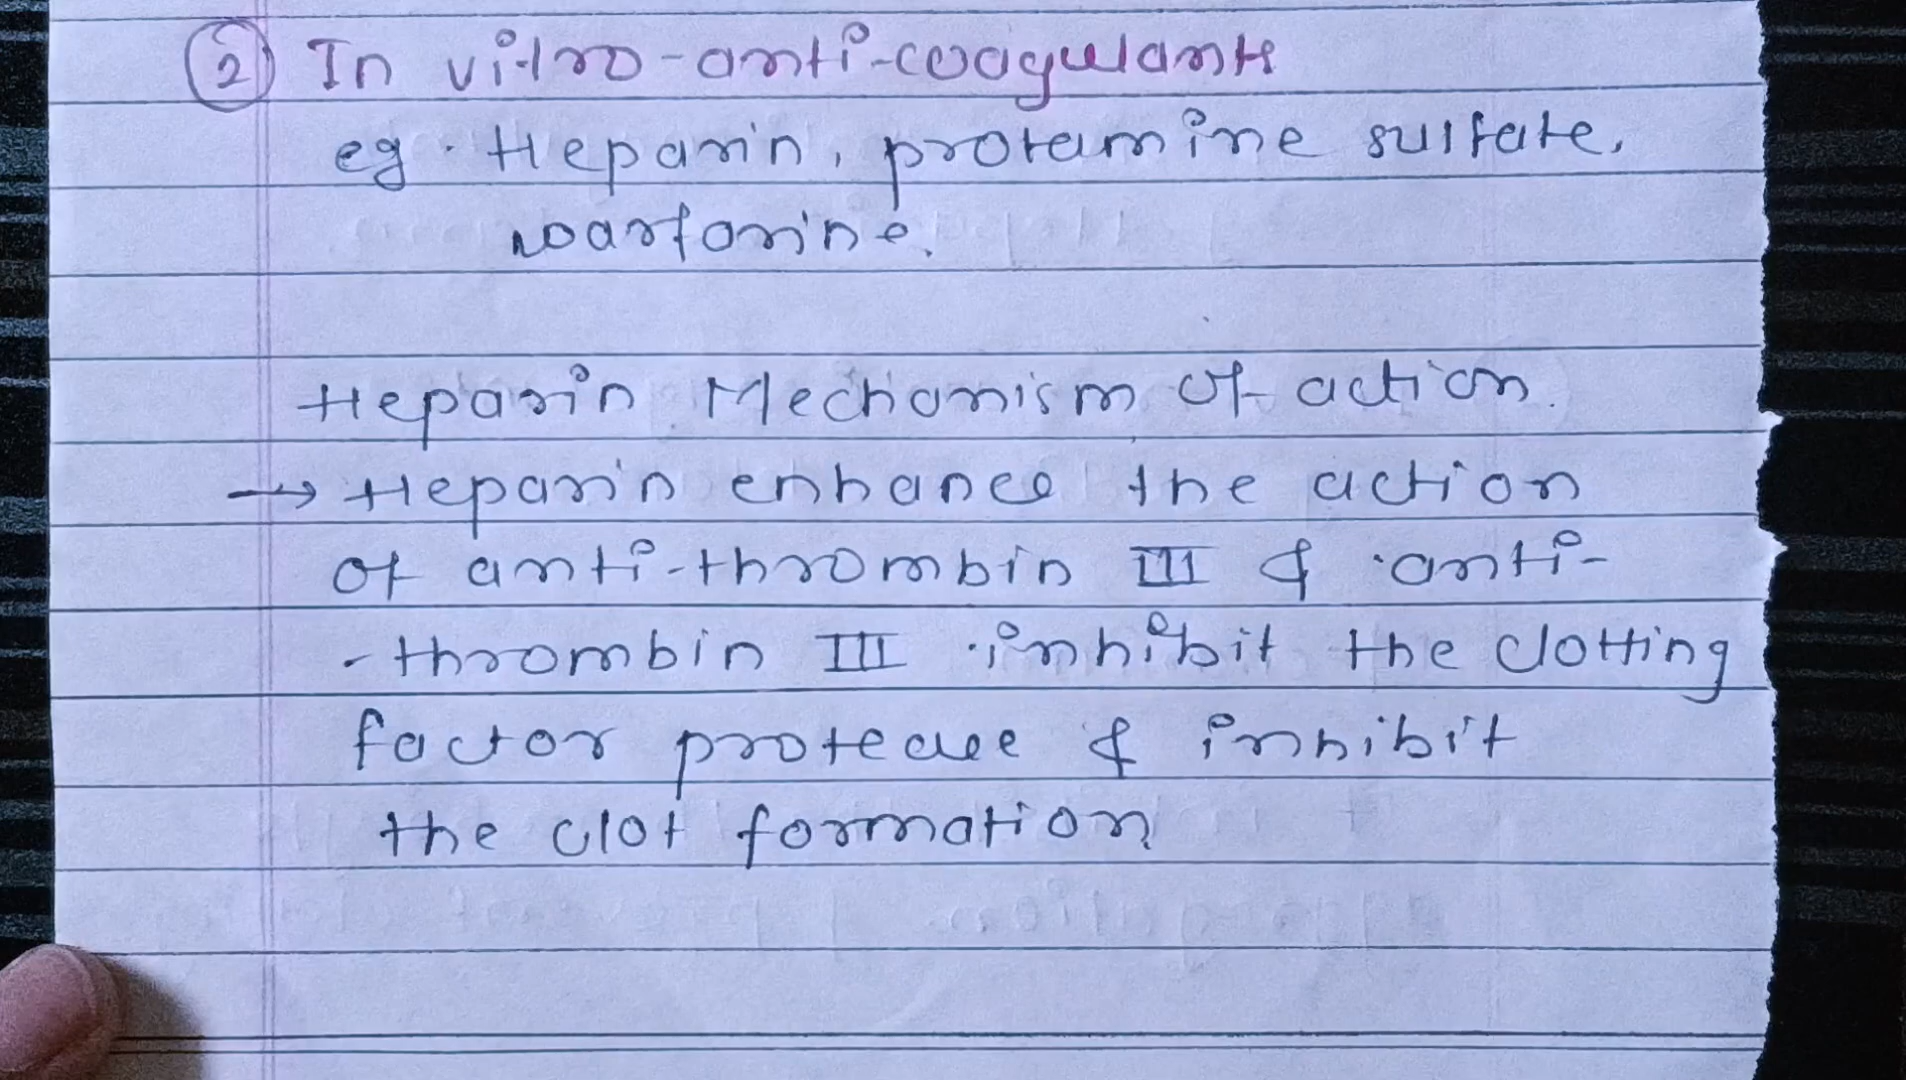 ② In vitro-anti-coagulants
eg. Heparin, protamine sulfate,
warfarine.
Heparin Mechanism of action.
→ Heparin enhance the action
of anti-thrombin III & anti-
-thrombin III inhibit the clotting
factor protease & inhibit
the clot formation